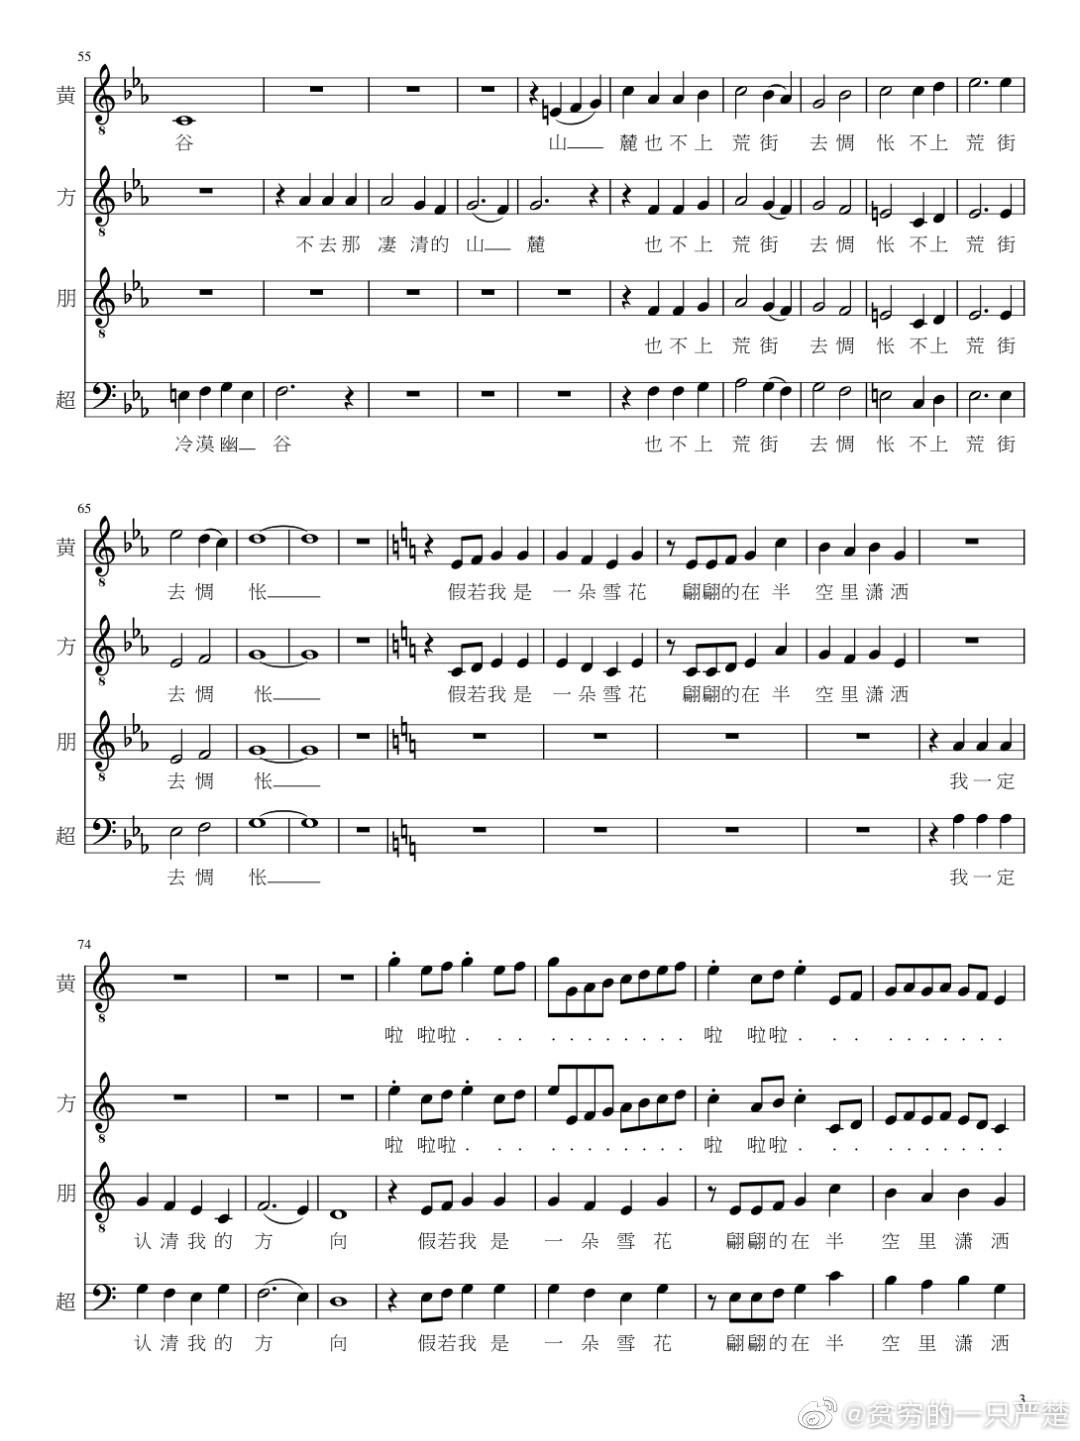 55
黄
谷 山 麓 也 不 上 荒 街 去 惆 怅 不 上 荒 街
方
不 去 那 凄 清 的 山 麓 也 不 上 荒 街 去 惆 怅 不 上 荒 街
朋
也 不 上 荒 街 去 惆 怅 不 上 荒 街
超
冷 漠 幽 谷 也 不 上 荒 街 去 惆 怅 不 上 荒 街
65
黄
去 惆 怅 假若我 是 一 朵 雪 花 翩翩的 在 半 空 里 潇 洒
方
去 惆 怅 假若我 是 一 朵 雪 花 翩翩的 在 半 空 里 潇 洒
朋
去 惆 怅 我 一 定
超
去 惆 怅 我 一 定
74
黄
啦 啦啦 . . . . . . . . . . . 啦 啦啦 . . . . . . . . . .
方
啦 啦啦 . . . . . . . . . . . 啦 啦啦 . . . . . . . . . .
朋
认 清 我 的 方 向 假若我 是 一 朵 雪 花 翩翩的 在 半 空 里 潇 洒
超
认 清 我 的 方 向 假若我 是 一 朵 雪 花 翩翩的 在 半 空 里 潇 洒
3
@贫穷的一只严楚